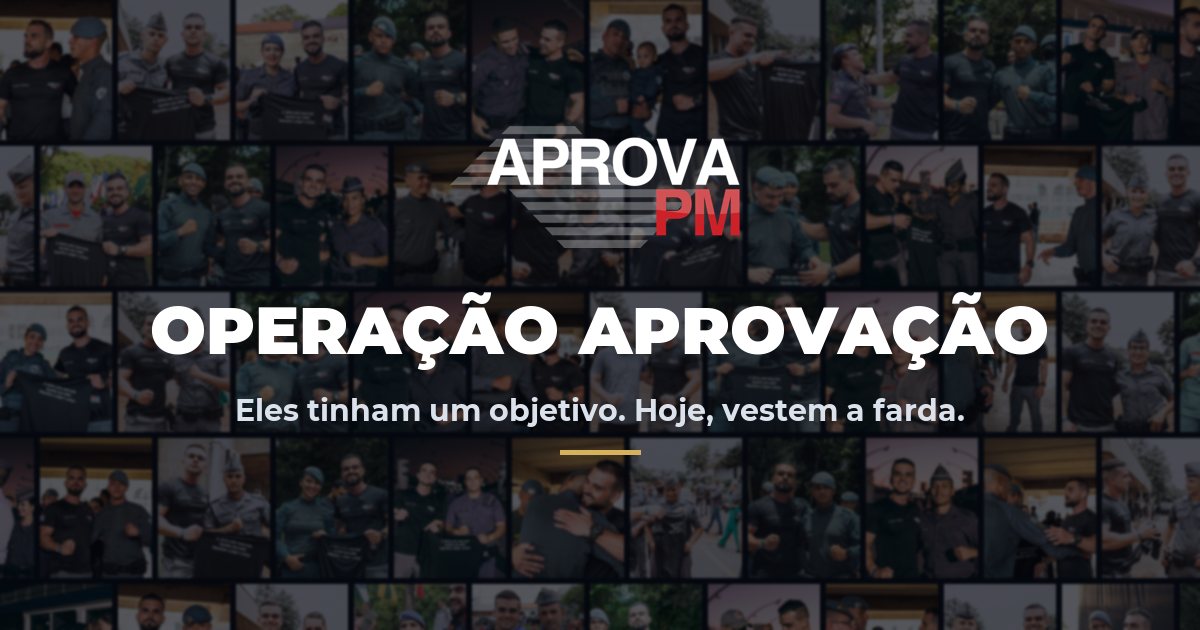 APROVA
PM
OPERAÇÃO APROVAÇÃO
Eles tinham um objetivo. Hoje, vestem a farda.